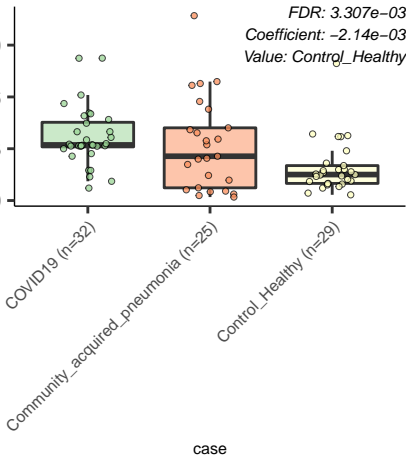 FDR: 3.307e−03
Coefficient: −2.14e−03
Value: Control_Healthy
COVID19 (n=32)
Community_acquired_pneumonia (n=25)
Control_Healthy (n=29)
case